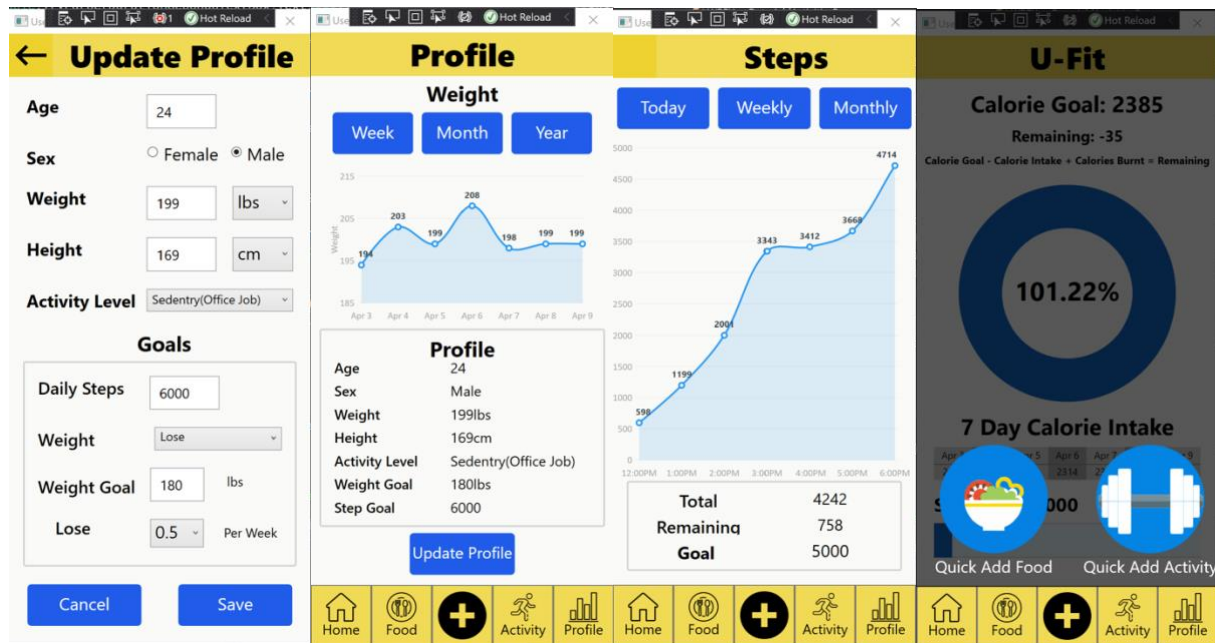 Use
1
Hot Reload
Update Profile
Age
24
Sex
Female
Male
Weight
199
lbs
Height
169
cm
Activity Level
Sedentry(Office Job)
Goals
Daily Steps
6000
Weight
Lose
Weight Goal
180
lbs
Lose
0.5
Per Week
Cancel
Save
Use
Hot Reload
Profile
Weight
Week
Month
Year
215
205
195
185
Weight
194
203
199
208
198
199
199
Apr 3
Apr 4
Apr 5
Apr 6
Apr 7
Apr 8
Apr 9
Profile
Age 24
Sex Male
Weight 199lbs
Height 169cm
Activity Level Sedentry(Office Job)
Weight Goal 180lbs
Step Goal 6000
Update Profile
Home
Food
Activity
Profile
Use
Hot Reload
Steps
Today
Weekly
Monthly
5000
4500
4000
3500
3000
2500
2000
1500
1000
500
0
598
1199
2001
3343
3412
3668
4714
12:00PM
1:00PM
2:00PM
3:00PM
4:00PM
5:00PM
6:00PM
Total 4242
Remaining 758
Goal 5000
Home
Food
Activity
Profile
Use
Hot Reload
U-Fit
Calorie Goal: 2385
Remaining: -35
Calorie Goal - Calorie Intake + Calories Burnt = Remaining
101.22%
7 Day Calorie Intake
Apr 6
2314
Quick Add Food
Quick Add Activity
Home
Food
Activity
Profile